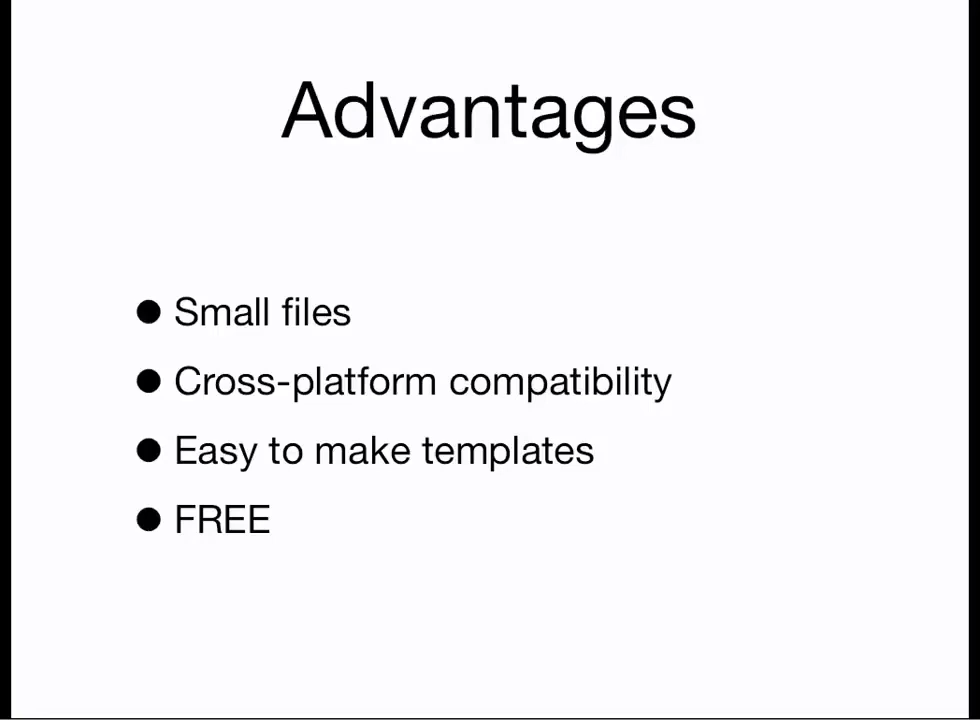 Advantages
● Small files
● Cross-platform compatibility
● Easy to make templates
● FREE